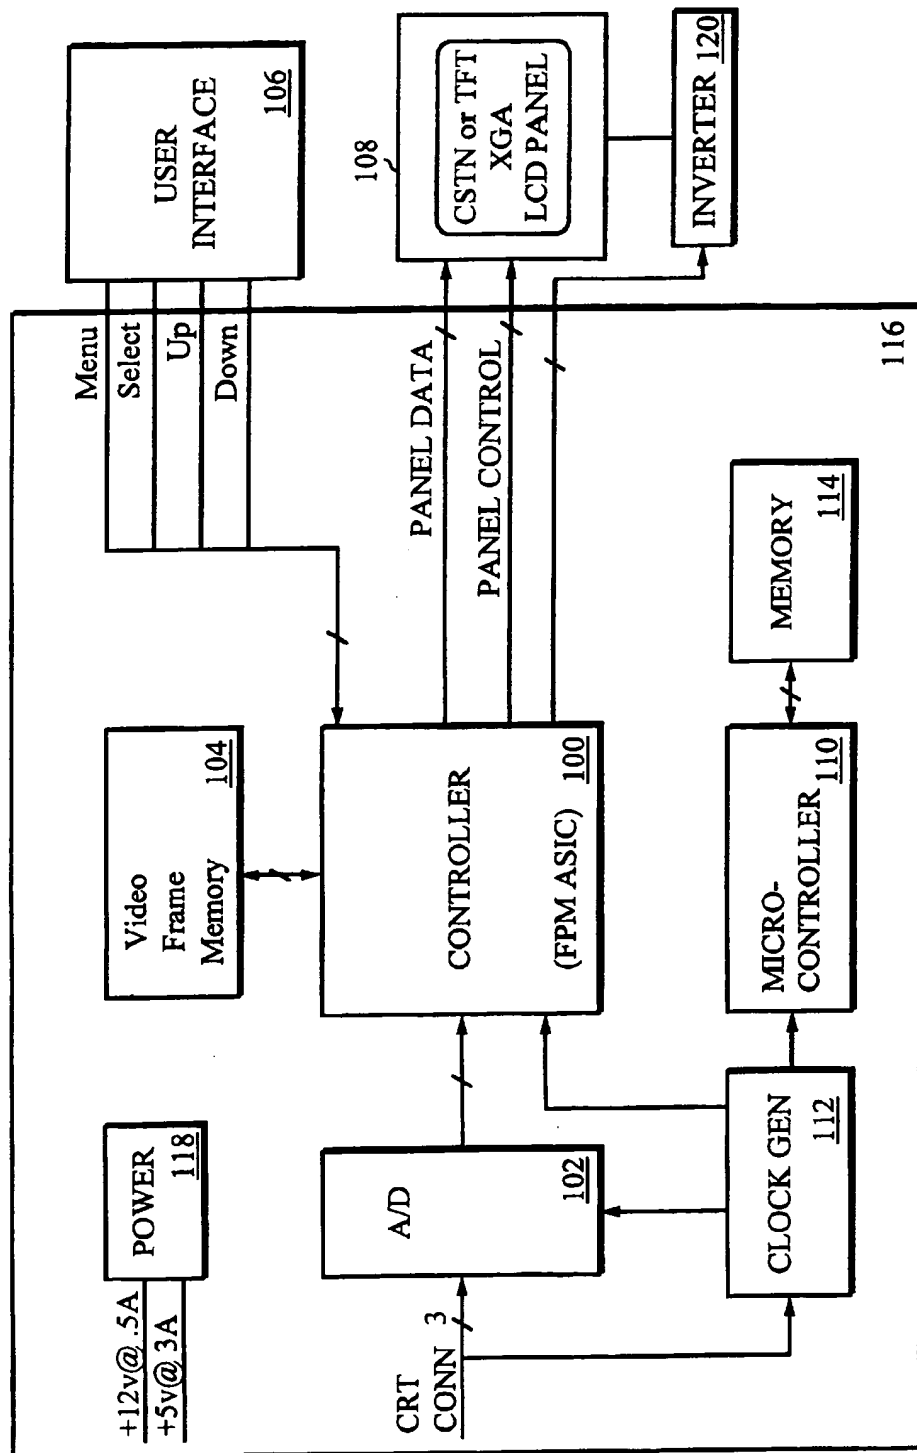 +12v@ .5A
+5v@ 3A
POWER
118
Video
Frame
Memory
104
Menu
Select
Up
Down
USER
INTERFACE
106
CRT
CONN
3
A/D
102
CONTROLLER
(FPM ASIC)
100
PANEL DATA
PANEL CONTROL
108
CSTN or TFT
XGA
LCD PANEL
INVERTER 120
CLOCK GEN
112
MICRO-
CONTROLLER
110
MEMORY
114
116